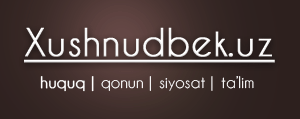 Xushnudbek.uz
huquq | qonun | siyosat | ta'lim